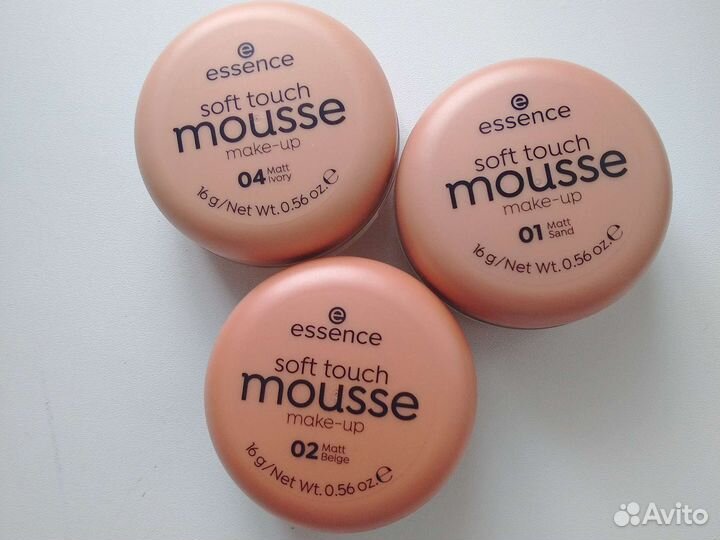 essence
soft touch
mousse
make-up
04 Matt
Ivory
16 g/Net Wt. 0.56 oz. e
essence
soft touch
mousse
make-up
01 Matt
Sand
16 g/Net Wt. 0.56 oz. e
essence
soft touch
mousse
make-up
02 Matt
Beige
16 g/Net Wt. 0.56 oz. e
Avito